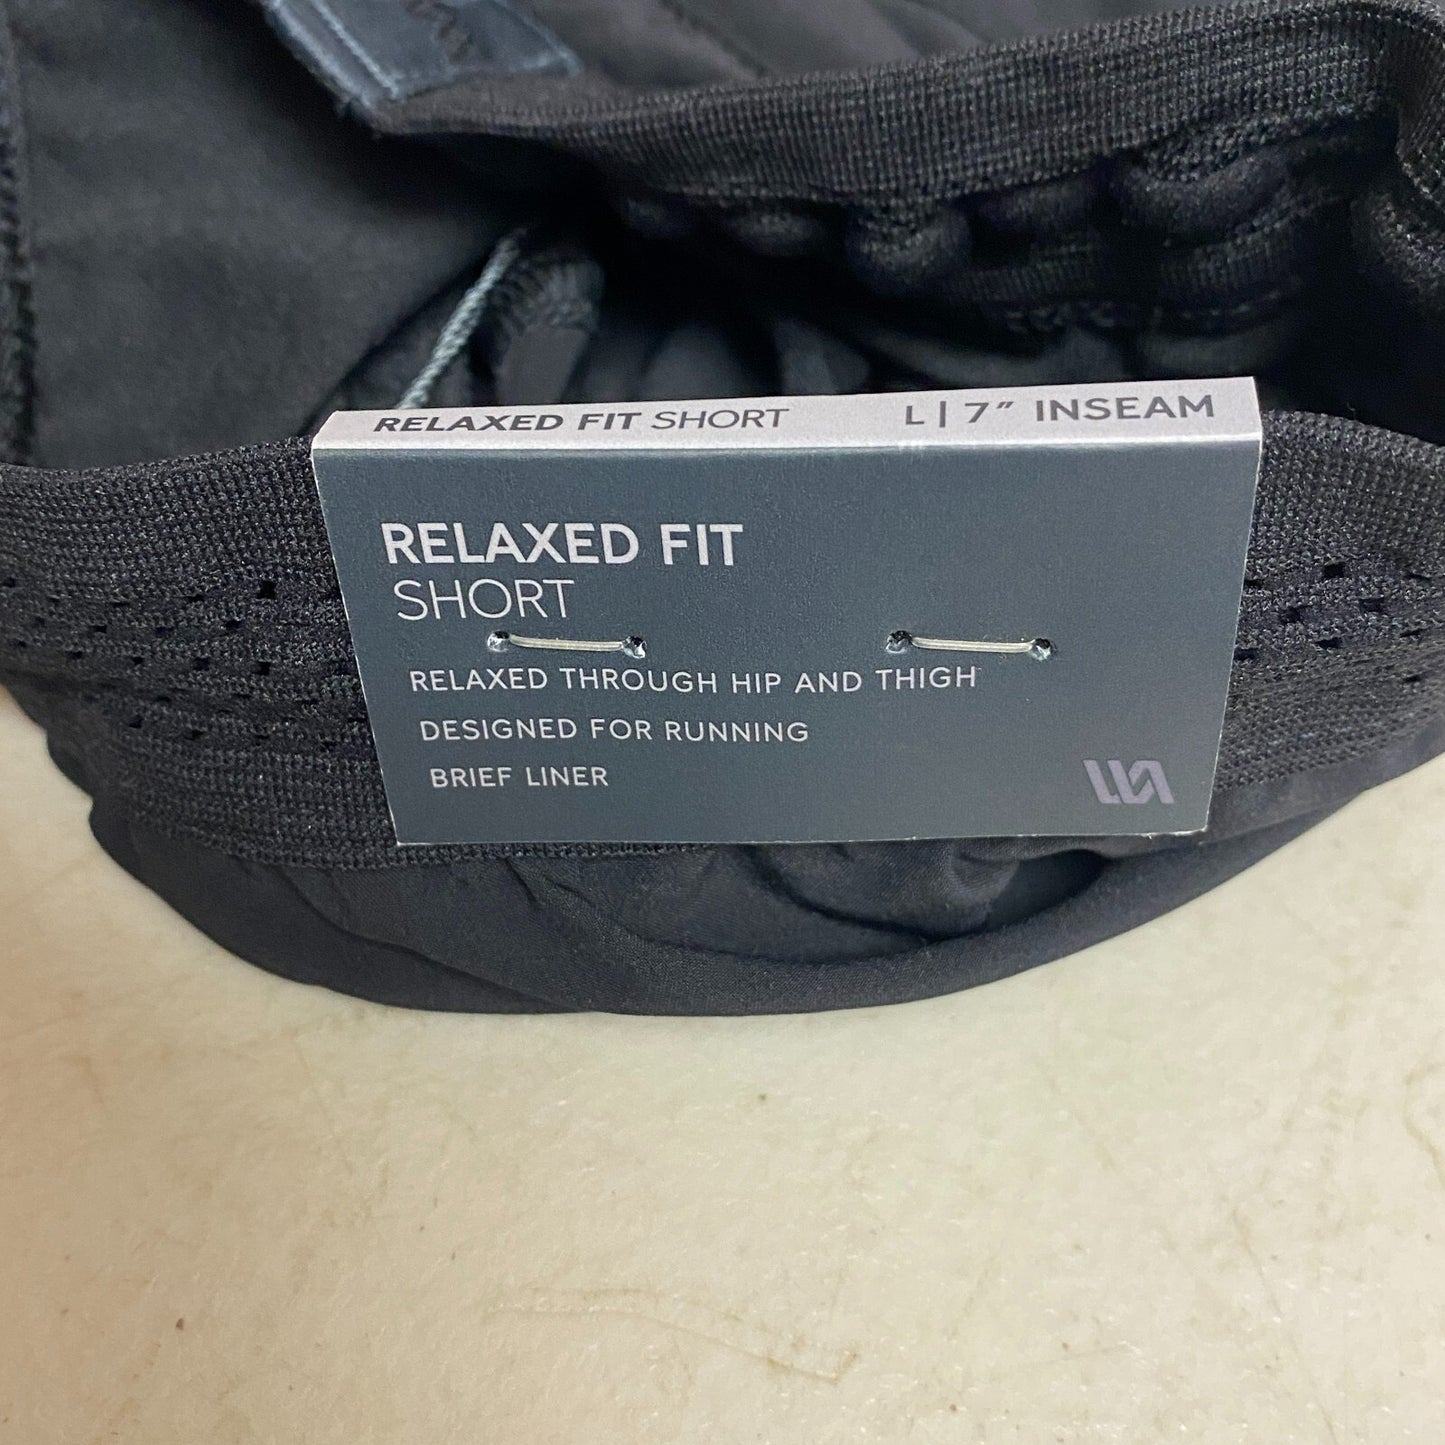 RELAXED FIT SHORT L | 7" INSEAM
RELAXED FIT
SHORT
RELAXED THROUGH HIP AND THIGH
DESIGNED FOR RUNNING
BRIEF LINER